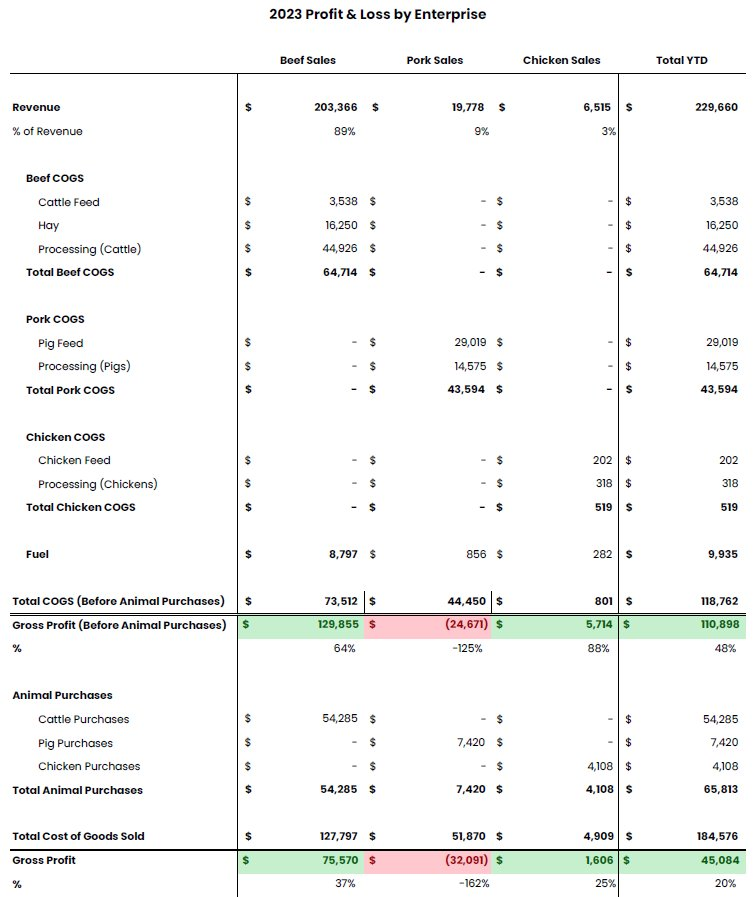 2023 Profit & Loss by Enterprise
Beef Sales Pork Sales Chicken Sales Total YTD
Revenue $ 203,366 $ 19,778 $ 6,515 $ 229,660
% of Revenue 89% 9% 3%
Beef COGS
Cattle Feed $ 3,538 $ - $ - $ 3,538
Hay $ 16,250 $ - $ - $ 16,250
Processing (Cattle) $ 44,926 $ - $ - $ 44,926
Total Beef COGS $ 64,714 $ - $ - $ 64,714
Pork COGS
Pig Feed $ - $ 29,019 $ - $ 29,019
Processing (Pigs) $ - $ 14,575 $ - $ 14,575
Total Pork COGS $ - $ 43,594 $ - $ 43,594
Chicken COGS
Chicken Feed $ - $ - $ 202 $ 202
Processing (Chickens) $ - $ - $ 318 $ 318
Total Chicken COGS $ - $ - $ 519 $ 519
Fuel $ 8,797 $ 856 $ 282 $ 9,935
Total COGS (Before Animal Purchases) $ 73,512 $ 44,450 $ 801 $ 118,762
Gross Profit (Before Animal Purchases) $ 129,855 $ (24,671) $ 5,714 $ 110,898
% 64% -125% 88% 48%
Animal Purchases
Cattle Purchases $ 54,285 $ - $ - $ 54,285
Pig Purchases $ - $ 7,420 $ - $ 7,420
Chicken Purchases $ - $ - $ 4,108 $ 4,108
Total Animal Purchases $ 54,285 $ 7,420 $ 4,108 $ 65,813
Total Cost of Goods Sold $ 127,797 $ 51,870 $ 4,909 $ 184,576
Gross Profit $ 75,570 $ (32,091) $ 1,606 $ 45,084
% 37% -162% 25% 20%